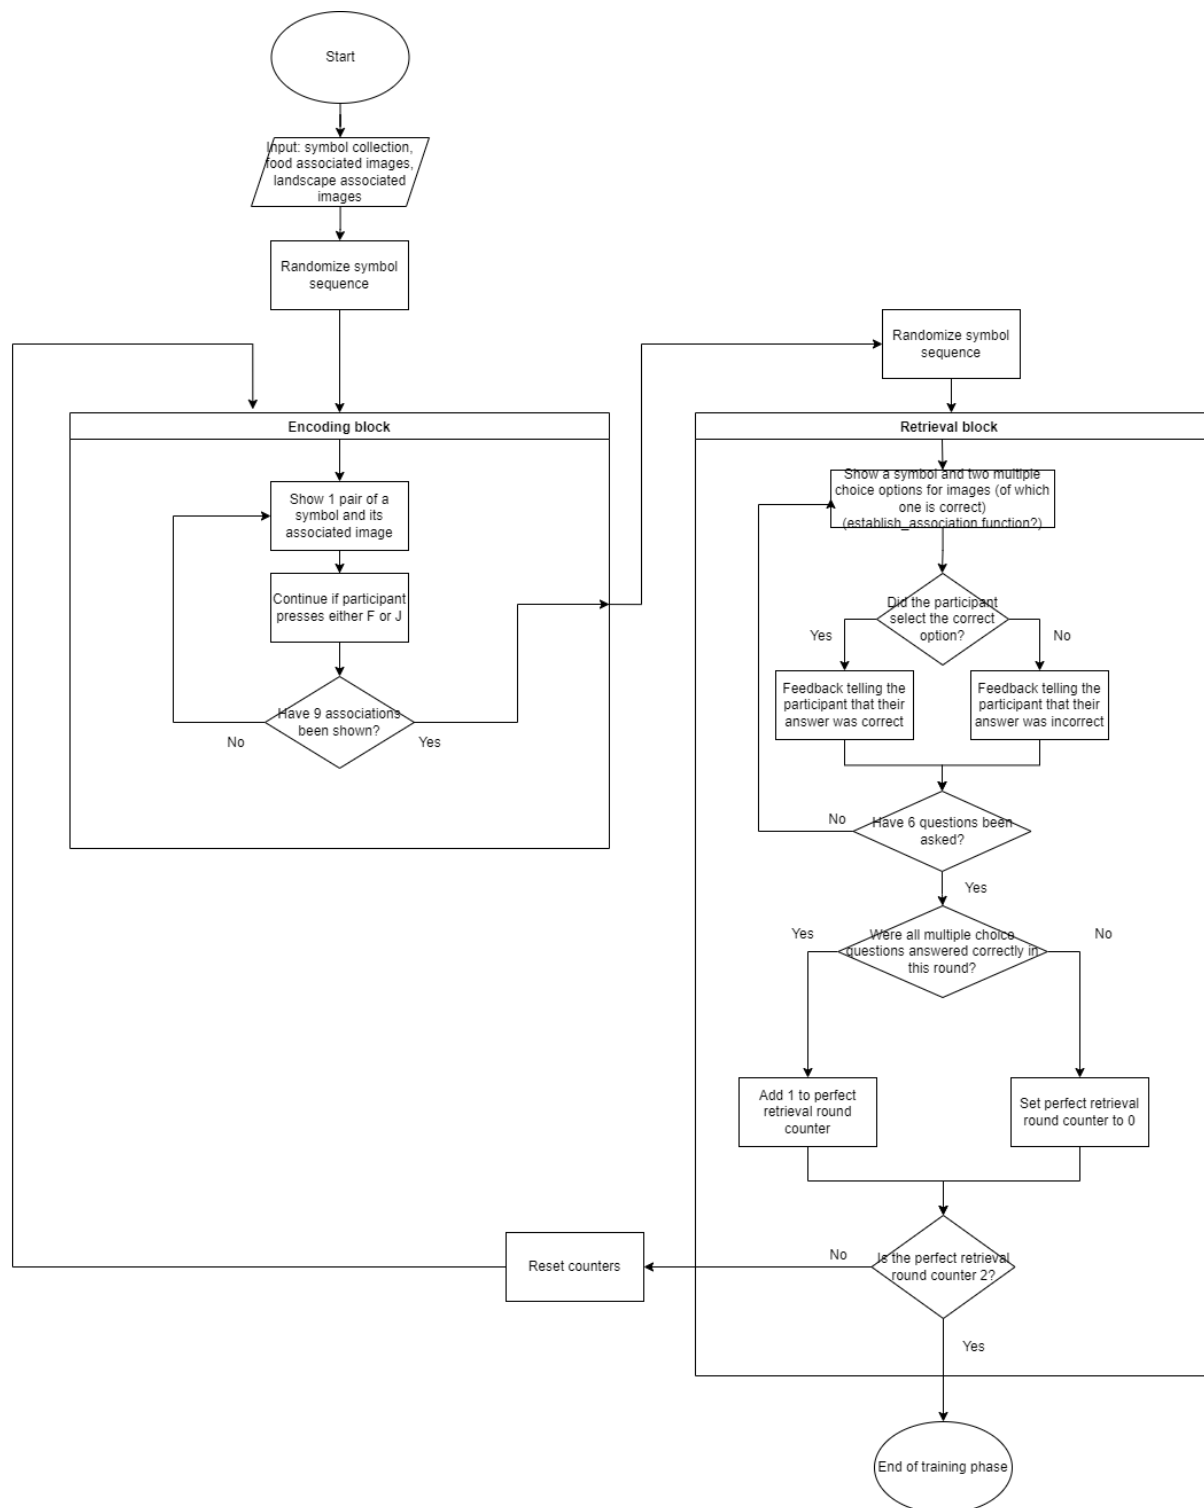 Start
Input: symbol collection,
food associated images,
landscape associated
images
Randomize symbol
sequence
Encoding block
Show 1 pair of a
symbol and its
associated image
Continue if participant
presses either F or J
Have 9 associations
been shown?
No
Yes
Randomize symbol
sequence
Retrieval block
Show a symbol and two multiple
choice options for images (of which
one is correct)
(establish_association function?)
Did the participant
select the correct
option?
Yes
No
Feedback telling the
participant that their
answer was correct
Feedback telling the
participant that their
answer was incorrect
Have 6 questions been
asked?
No
Yes
Were all multiple choice
questions answered correctly in
this round?
Yes
No
Add 1 to perfect
retrieval round
counter
Set perfect retrieval
round counter to 0
Is the perfect retrieval
round counter 2?
No
Reset counters
Yes
End of training phase